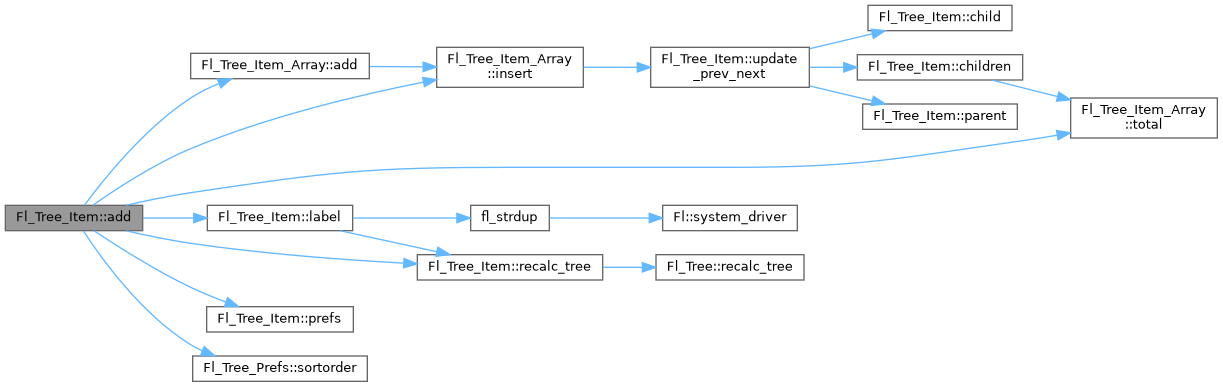 Fl_Tree_Item::add
Fl_Tree_Item_Array::add
Fl_Tree_Item_Array
::insert
Fl_Tree_Item::update
_prev_next
Fl_Tree_Item::child
Fl_Tree_Item::children
Fl_Tree_Item::parent
Fl_Tree_Item_Array
::total
Fl_Tree_Item::label
fl_strdup
Fl::system_driver
Fl_Tree_Item::recalc_tree
Fl_Tree::recalc_tree
Fl_Tree_Item::prefs
Fl_Tree_Prefs::sortorder